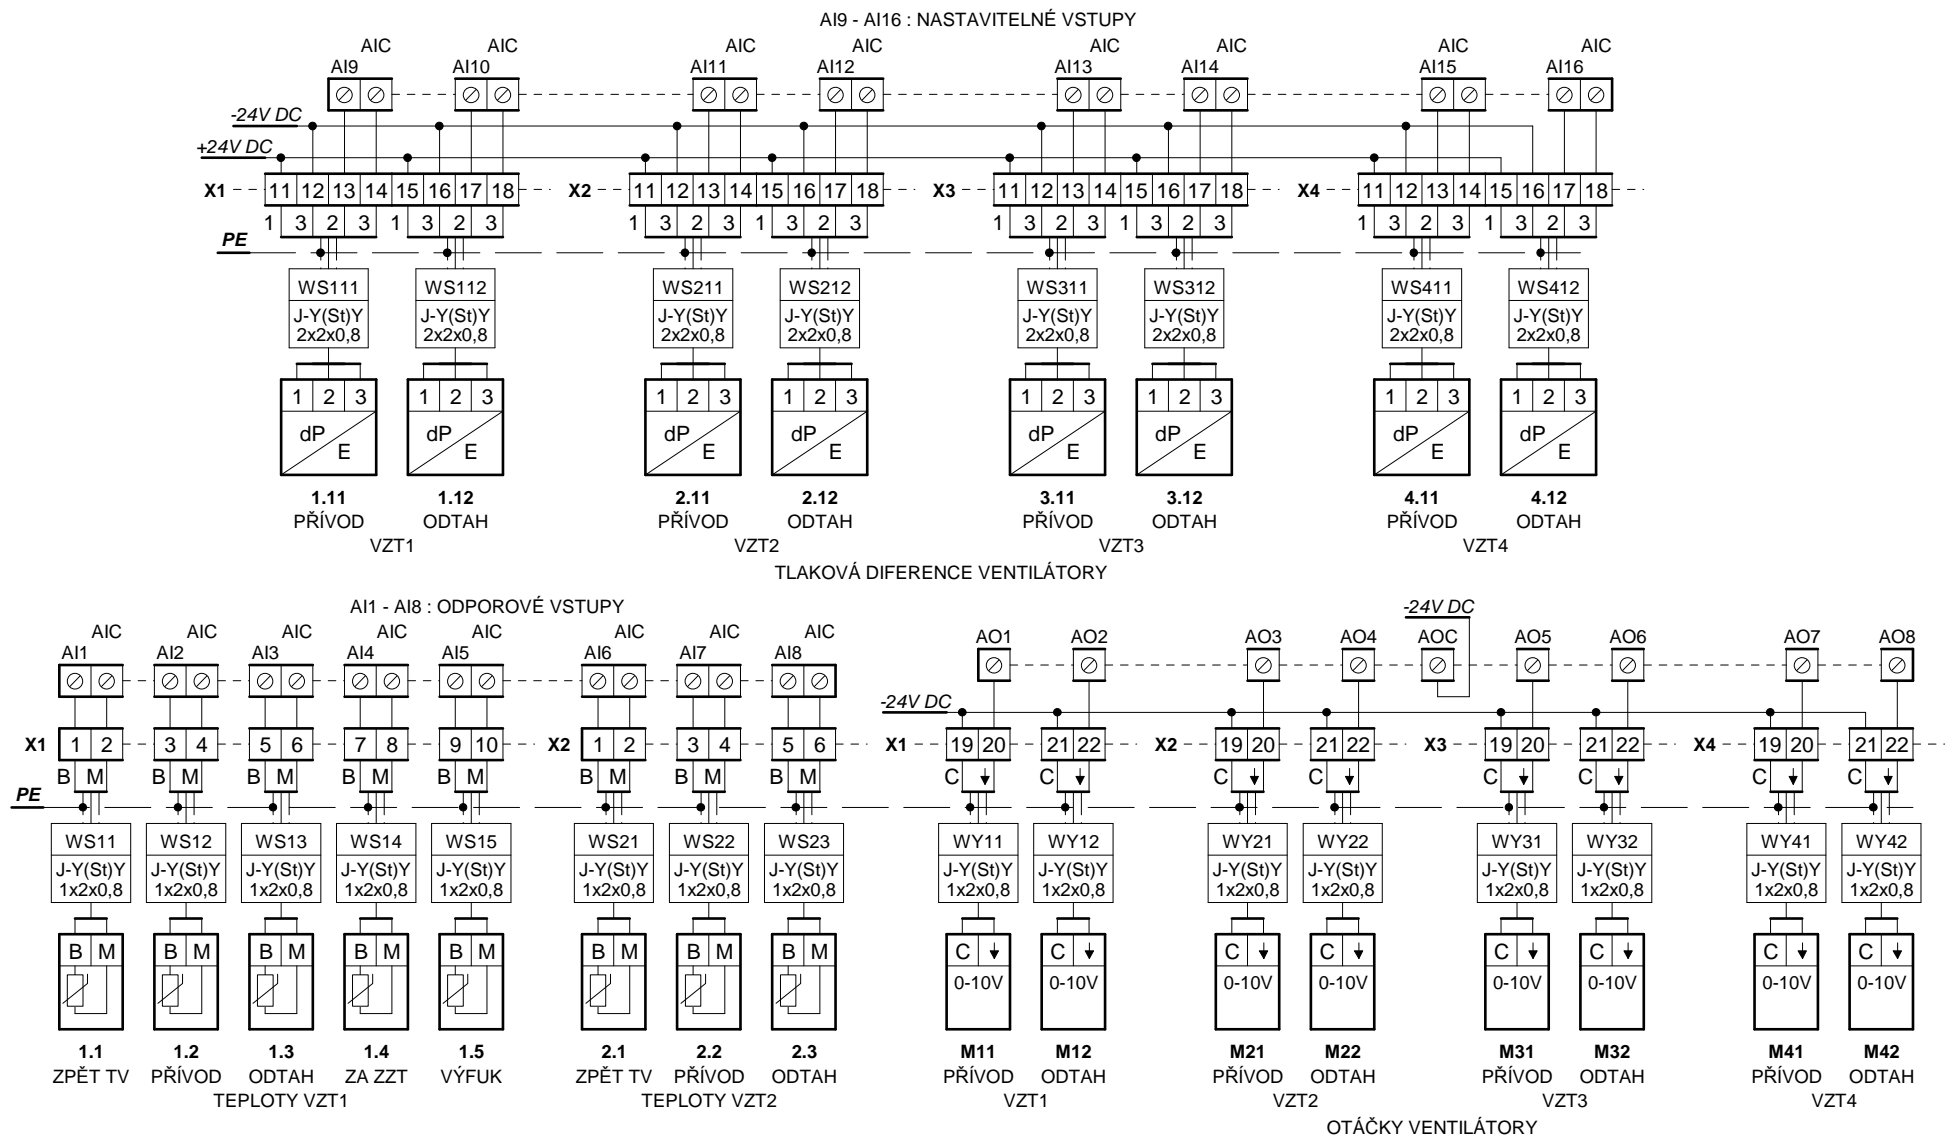 AI9 - AI16 : NASTAVITELNÉ VSTUPY
AIC AIC AIC AIC AIC AIC AIC AIC
AI9 AI10 AI11 AI12 AI13 AI14 AI15 AI16
-24V DC
+24V DC
X1 11 12 13 14 15 16 17 18 X2 11 12 13 14 15 16 17 18 X3 11 12 13 14 15 16 17 18 X4 11 12 13 14 15 16 17 18
1 3 2 3 1 3 2 3 1 3 2 3 1 3 2 3 1 3 2 3 1 3 2 3 1 3 2 3 1 3 2 3
PE
WS111 WS112 WS211 WS212 WS311 WS312 WS411 WS412
J-Y(St)Y J-Y(St)Y J-Y(St)Y J-Y(St)Y J-Y(St)Y J-Y(St)Y J-Y(St)Y J-Y(St)Y
2x2x0,8 2x2x0,8 2x2x0,8 2x2x0,8 2x2x0,8 2x2x0,8 2x2x0,8 2x2x0,8
1 2 3 1 2 3 1 2 3 1 2 3 1 2 3 1 2 3 1 2 3 1 2 3
dP dP dP dP dP dP dP dP
E E E E E E E E
1.11 1.12 2.11 2.12 3.11 3.12 4.11 4.12
PŘÍVOD ODTAH PŘÍVOD ODTAH PŘÍVOD ODTAH PŘÍVOD ODTAH
VZT1 VZT2 VZT3 VZT4
TLAKOVÁ DIFERENCE VENTILÁTORY
AI1 - AI8 : ODPOROVÉ VSTUPY
-24V DC
AIC AIC AIC AIC AIC AIC AIC AIC
AI1 AI2 AI3 AI4 AI5 AI6 AI7 AI8
AO1 AO2 AO3 AO4 AOC AO5 AO6 AO7 AO8
-24V DC
X1 1 2 3 4 5 6 7 8 9 10 X2 1 2 3 4 5 6 X1 19 20 21 22 X2 19 20 21 22 X3 19 20 21 22 X4 19 20 21 22
B M B M B M B M B M B M B M B M C ↓ C ↓ C ↓ C ↓ C ↓ C ↓ C ↓ C ↓
PE
WS11 WS12 WS13 WS14 WS15 WS21 WS22 WS23 WY11 WY12 WY21 WY22 WY31 WY32 WY41 WY42
J-Y(St)Y J-Y(St)Y J-Y(St)Y J-Y(St)Y J-Y(St)Y J-Y(St)Y J-Y(St)Y J-Y(St)Y J-Y(St)Y J-Y(St)Y J-Y(St)Y J-Y(St)Y J-Y(St)Y J-Y(St)Y J-Y(St)Y J-Y(St)Y
1x2x0,8 1x2x0,8 1x2x0,8 1x2x0,8 1x2x0,8 1x2x0,8 1x2x0,8 1x2x0,8 1x2x0,8 1x2x0,8 1x2x0,8 1x2x0,8 1x2x0,8 1x2x0,8 1x2x0,8 1x2x0,8
B M B M B M B M B M B M B M B M C ↓ C ↓ C ↓ C ↓ C ↓ C ↓ C ↓ C ↓
0-10V 0-10V 0-10V 0-10V 0-10V 0-10V 0-10V 0-10V
1.1 1.2 1.3 1.4 1.5 2.1 2.2 2.3 M11 M12 M21 M22 M31 M32 M41 M42
ZPĚT TV PŘÍVOD ODTAH ZA ZZT VÝFUK ZPĚT TV PŘÍVOD ODTAH PŘÍVOD ODTAH PŘÍVOD ODTAH PŘÍVOD ODTAH PŘÍVOD ODTAH
TEPLOTY VZT1 TEPLOTY VZT2 VZT1 VZT2 VZT3 VZT4
OTÁČKY VENTILÁTORY